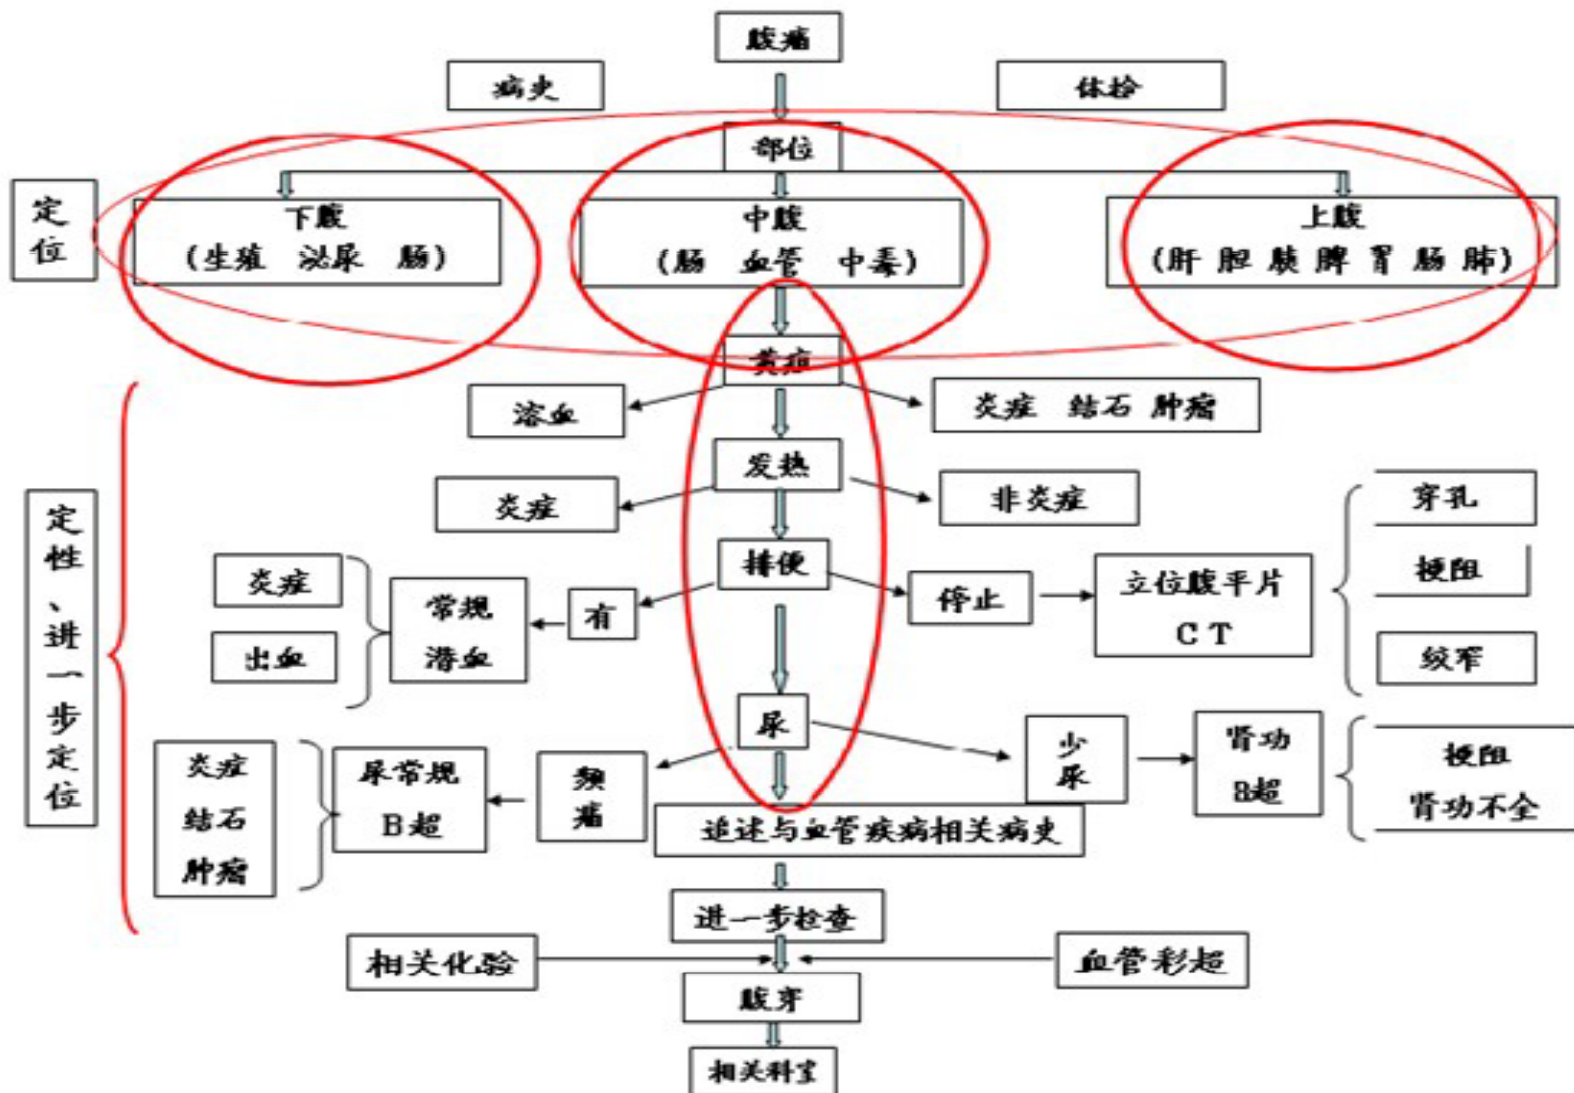 腹痛
病史
体检
部位
定位
下腹
(生殖 泌尿 肠)
中腹
(肠 血管 中毒)
上腹
(肝 胆 胰 脾 胃 肠 肺)
黄疸
溶血
炎症 结石 肿瘤
发热
炎症
非炎症
定性、进一步定位
排便
有
常规
潜血
炎症
出血
停止
立位腹平片
CT
穿孔
梗阻
绞窄
尿
频
痛
尿常规
B超
炎症
结石
肿瘤
少
尿
肾功
B超
梗阻
肾功不全
追述与血管疾病相关病史
进一步检查
相关化验
血管彩超
腹穿
相关科室